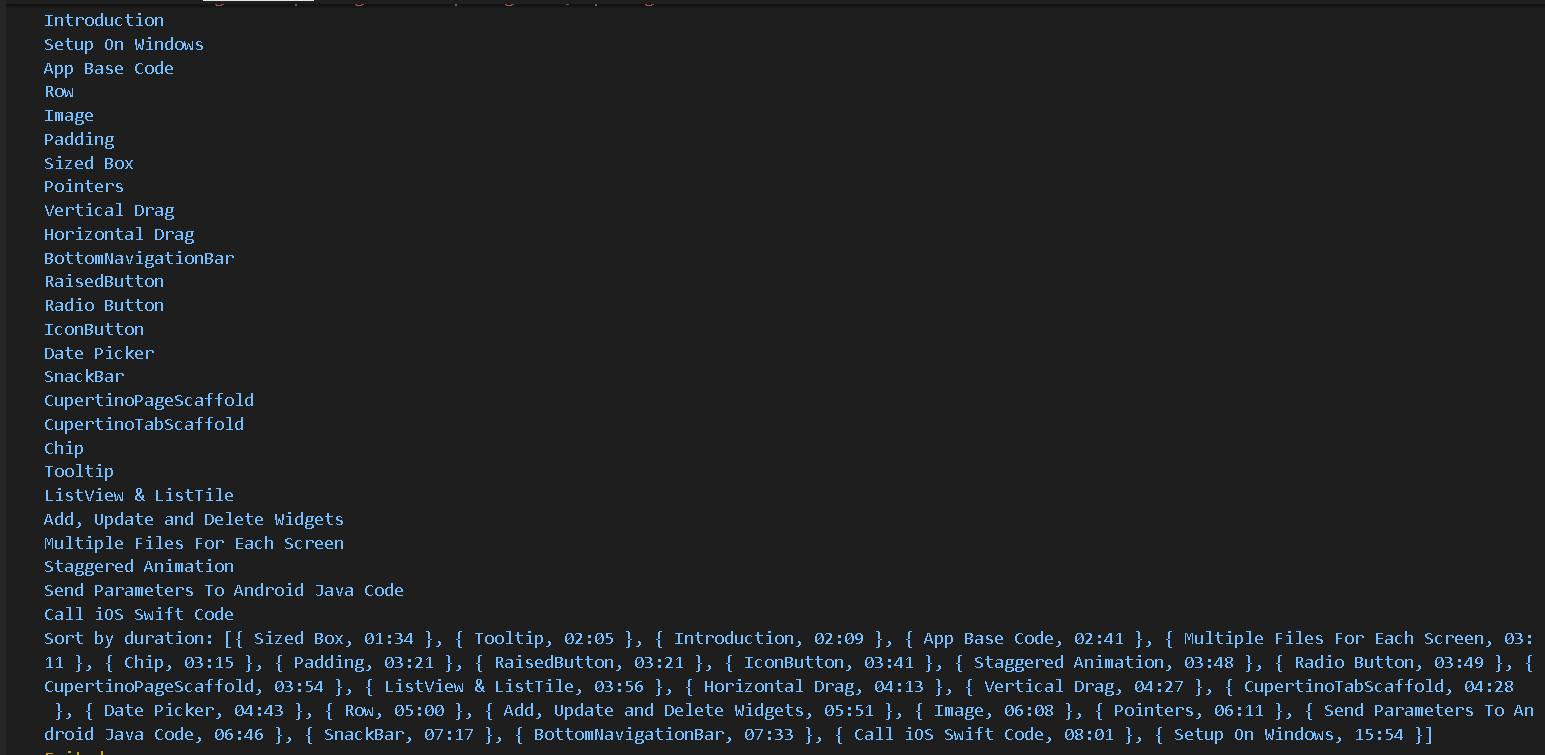 Introduction
Setup On Windows
App Base Code
Row
Image
Padding
Sized Box
Pointers
Vertical Drag
Horizontal Drag
BottomNavigationBar
RaisedButton
Radio Button
IconButton
Date Picker
SnackBar
CupertinoPageScaffold
CupertinoTabScaffold
Chip
Tooltip
ListView & ListTile
Add, Update and Delete Widgets
Multiple Files For Each Screen
Staggered Animation
Send Parameters To Android Java Code
Call iOS Swift Code
Sort by duration: [{ Sized Box, 01:34 }, { Tooltip, 02:05 }, { Introduction, 02:09 }, { App Base Code, 02:41 }, { Multiple Files For Each Screen, 03:
11 }, { Chip, 03:15 }, { Padding, 03:21 }, { RaisedButton, 03:21 }, { IconButton, 03:41 }, { Staggered Animation, 03:48 }, { Radio Button, 03:49 }, {
CupertinoPageScaffold, 03:54 }, { ListView & ListTile, 03:56 }, { Horizontal Drag, 04:13 }, { Vertical Drag, 04:27 }, { CupertinoTabScaffold, 04:28
}, { Date Picker, 04:43 }, { Row, 05:00 }, { Add, Update and Delete Widgets, 05:51 }, { Image, 06:08 }, { Pointers, 06:11 }, { Send Parameters To An
droid Java Code, 06:46 }, { SnackBar, 07:17 }, { BottomNavigationBar, 07:33 }, { Call iOS Swift Code, 08:01 }, { Setup On Windows, 15:54 }]